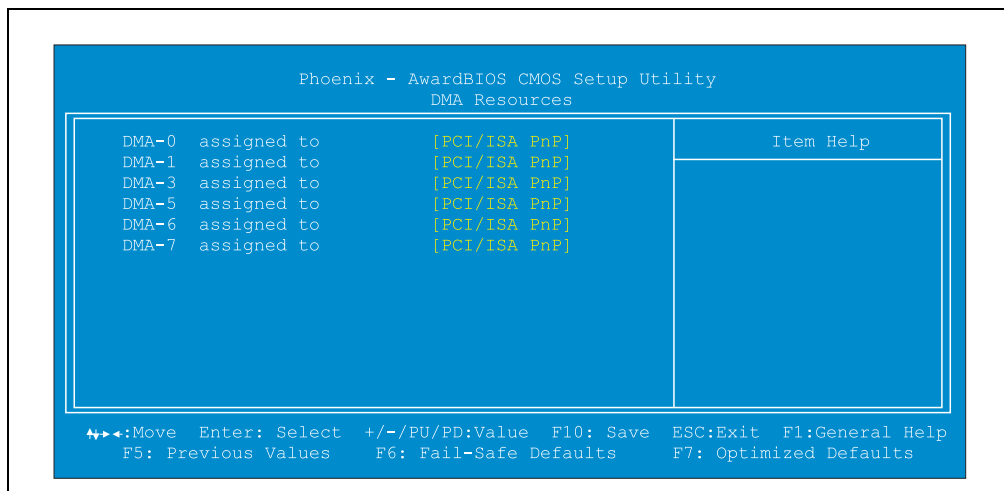 Phoenix - AwardBIOS CMOS Setup Utility
DMA Resources
DMA-0 assigned to [PCI/ISA PnP]
DMA-1 assigned to [PCI/ISA PnP]
DMA-3 assigned to [PCI/ISA PnP]
DMA-5 assigned to [PCI/ISA PnP]
DMA-6 assigned to [PCI/ISA PnP]
DMA-7 assigned to [PCI/ISA PnP]
Item Help
:Move Enter: Select +/-/PU/PD:Value F10: Save ESC:Exit F1:General Help
F5: Previous Values F6: Fail-Safe Defaults F7: Optimized Defaults